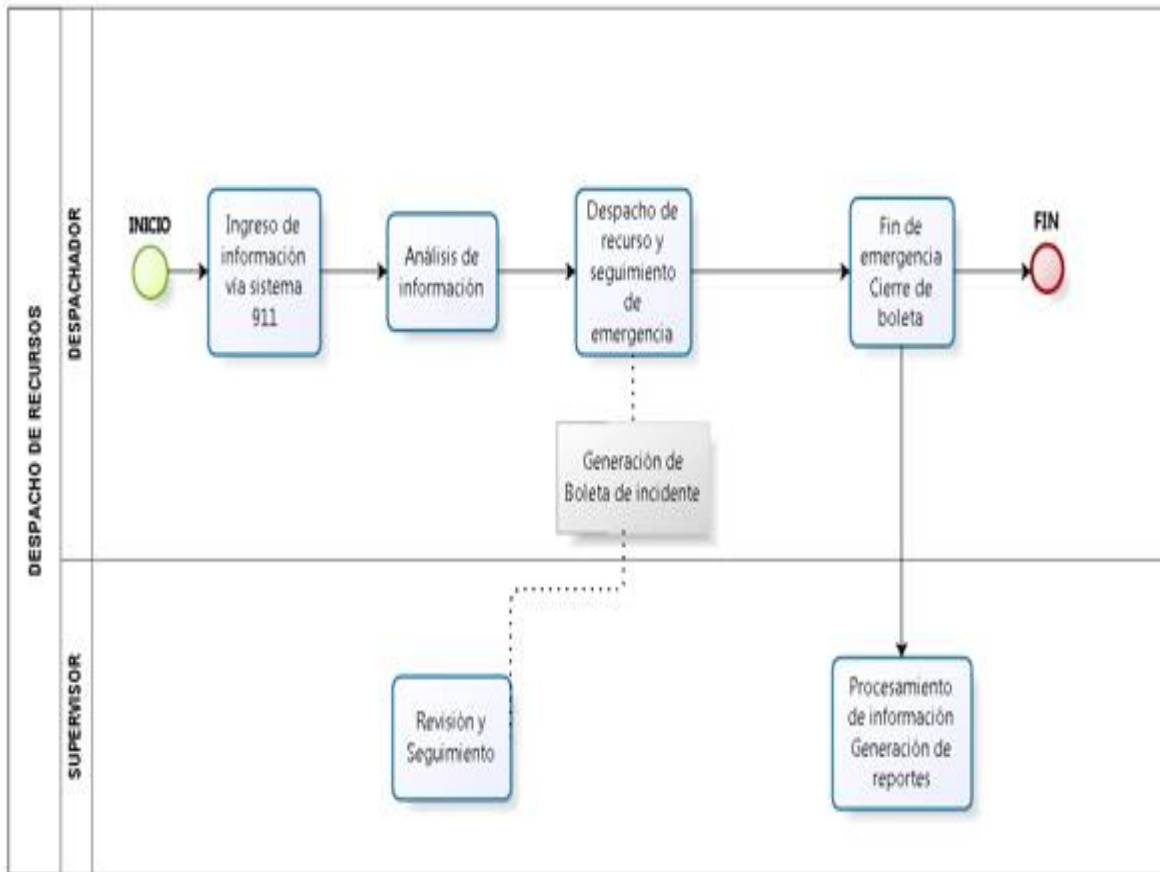 DESPACHO DE RECURSOS
DESPACHADOR
INICIO
Ingreso de
información
vía sistema
911
Análisis de
información
Despacho de
recurso y
seguimiento
de
emergencia
Fin de
emergencia
Cierre de
boleta
FIN
Generación de
Boleta de incidente
SUPERVISOR
Revisión y
Seguimiento
Procesamiento
de información
Generación de
reportes